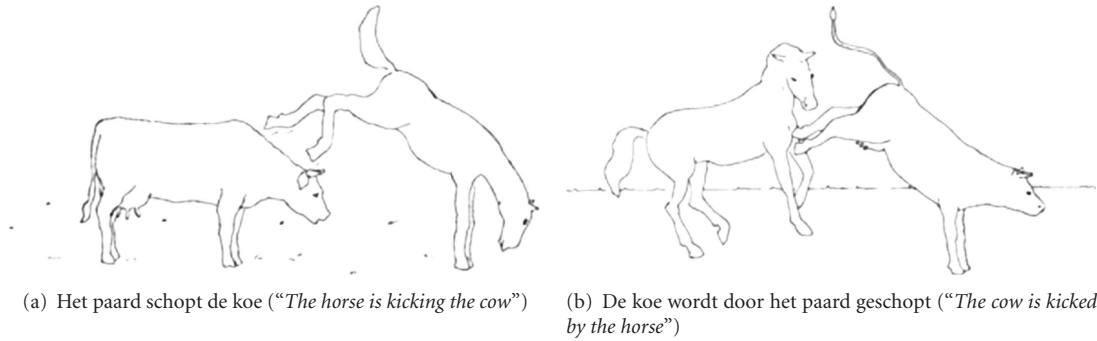 (a) Het paard schopt de koe (“The horse is kicking the cow”)
(b) De koe wordt door het paard geschopt (“The cow is kicked
by the horse”)